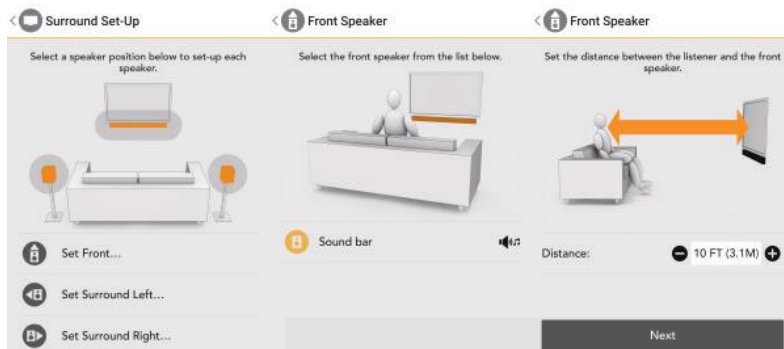 Surround Set-Up
Select a speaker position below to set-up each
speaker.
Set Front...
Set Surround Left...
Set Surround Right...
Front Speaker
Select the front speaker from the list below.
Sound bar
Front Speaker
Set the distance between the listener and the front
speaker.
Distance:
10 FT (3.1M)
Next